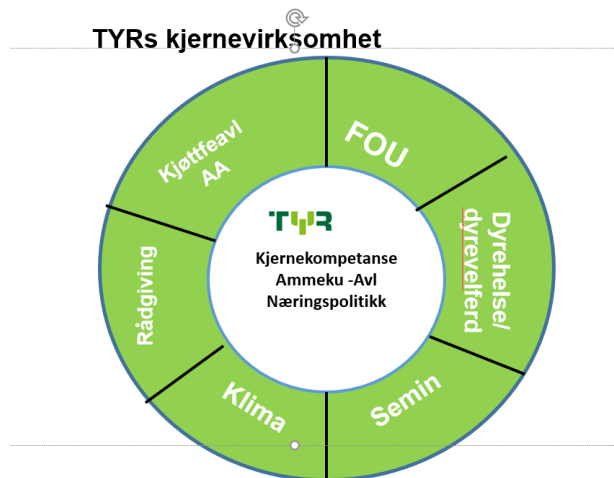 TYRs kjernevirksomhet
Kjøttfeavl
AA
FOU
Dyrehelse/
dyrevelferd
Semin
Klima
Rådgiving
TYR
Kjernekompetanse
Ammeku -Avl
Næringspolitikk